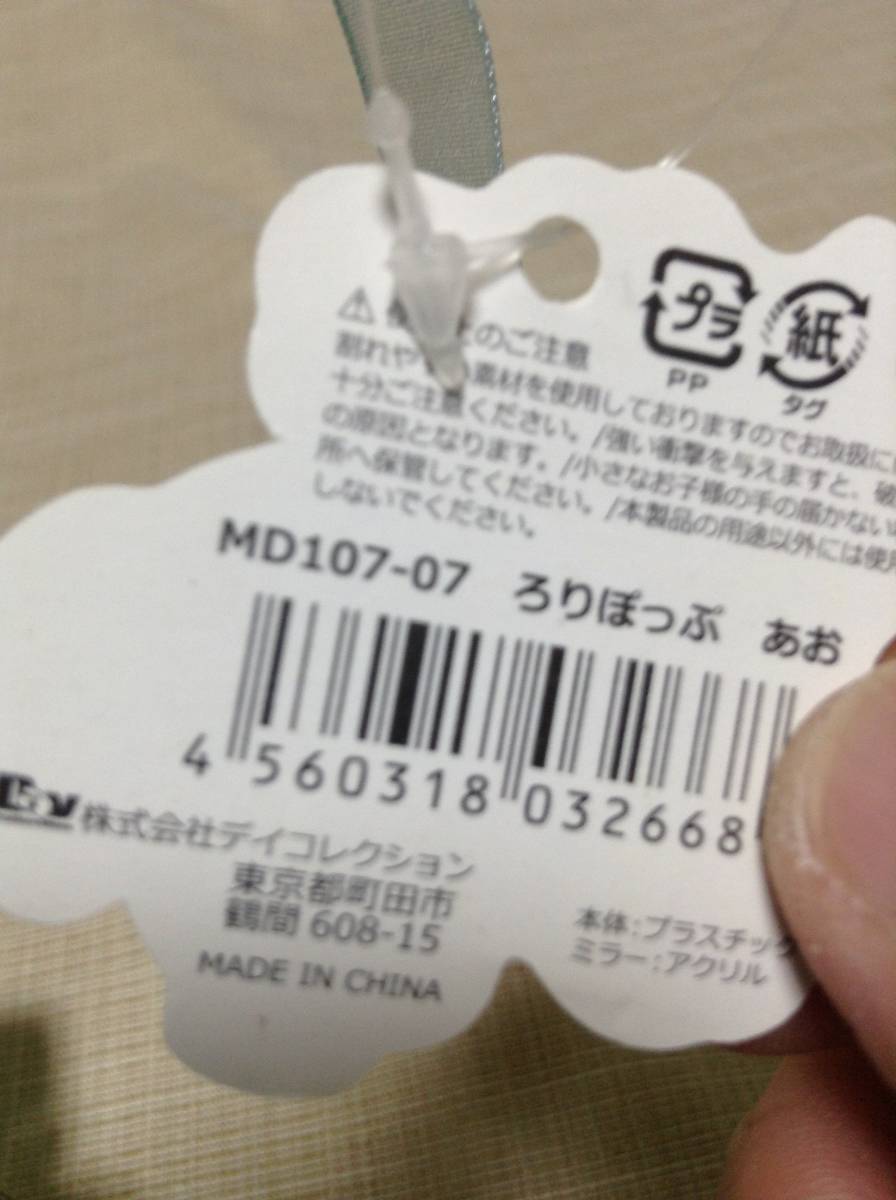 プラ
PP
紙
タグ
のご注意
割れや 素材を使用しておりますのでお取扱に
十分ご注意ください。/強い衝撃を与えますと、破
の原因となります。/小さなお子様の手の届かない
所へ保管してください。/本製品の用途以外には使用
しないでください。
MD107-07 ろりぽっぷ あお
4 560318 032668
株式会社デイコレクション
東京都町田市
鶴間 608-15
MADE IN CHINA
本体:プラスチック
ミラー:アクリル